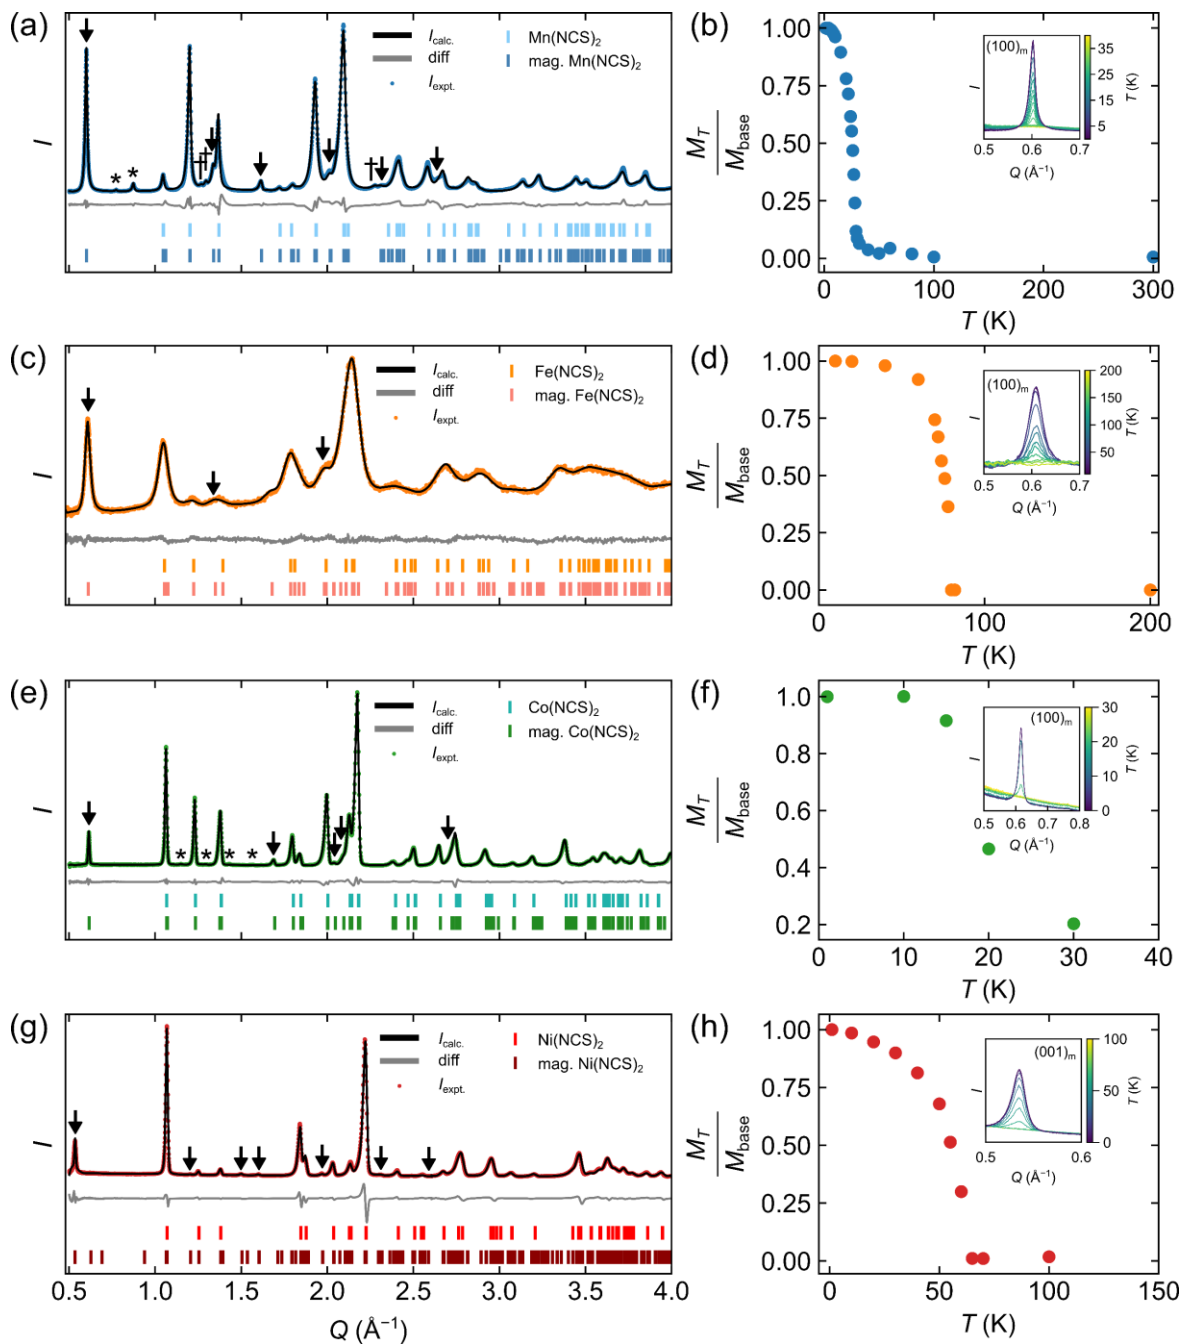 (a)
I
I calc.
diff
I expt.
Mn(NCS)2
mag. Mn(NCS)2
* * † † †
(b)
M_T
M_base
1.00
0.75
0.50
0.25
0.00
0 100 200 300
T (K)
(100)m
I
0.5 0.6 0.7
Q (Å−1)
35
25
15
5
T (K)
(c)
I
I calc.
diff
I expt.
Fe(NCS)2
mag. Fe(NCS)2
(d)
M_T
M_base
1.00
0.75
0.50
0.25
0.00
0 100 200
T (K)
(100)m
I
0.5 0.6 0.7
Q (Å−1)
200
150
100
50
T (K)
(e)
I
I calc.
diff
I expt.
Co(NCS)2
mag. Co(NCS)2
* * * *
(f)
M_T
M_base
1.0
0.8
0.6
0.4
0.2
0 10 20 30 40
T (K)
(100)m
I
0.5 0.6 0.7 0.8
Q (Å−1)
30
20
10
0
T (K)
(g)
I
I calc.
diff
I expt.
Ni(NCS)2
mag. Ni(NCS)2
0.5 1.0 1.5 2.0 2.5 3.0 3.5 4.0
Q (Å−1)
(h)
M_T
M_base
1.00
0.75
0.50
0.25
0.00
0 50 100 150
T (K)
(001)m
I
0.5 0.6
Q (Å−1)
100
50
0
T (K)